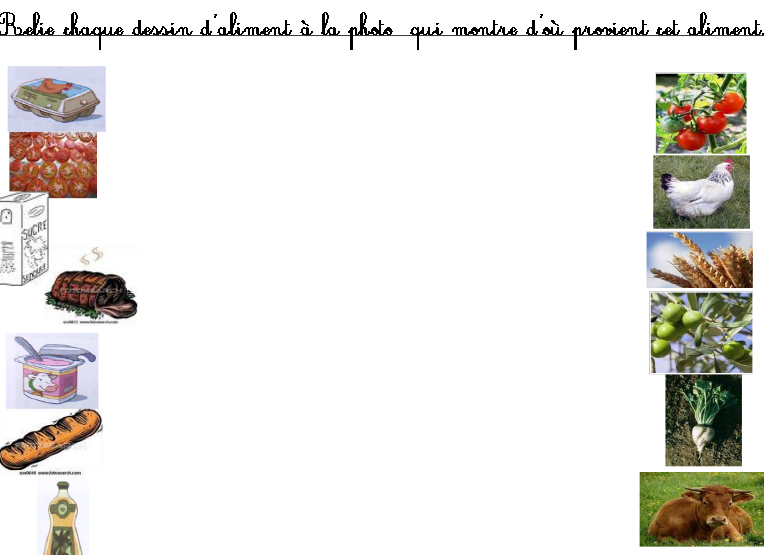 Relie chaque dessin d'aliment à la photo qui montre d'où provient cet aliment.
SUCRE